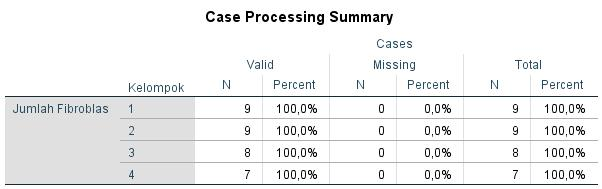 Case Processing Summary
Cases
Valid Missing Total
Kelompok N Percent N Percent N Percent
Jumlah Fibroblas 1 9 100,0% 0 0,0% 9 100,0%
2 9 100,0% 0 0,0% 9 100,0%
3 8 100,0% 0 0,0% 8 100,0%
4 7 100,0% 0 0,0% 7 100,0%